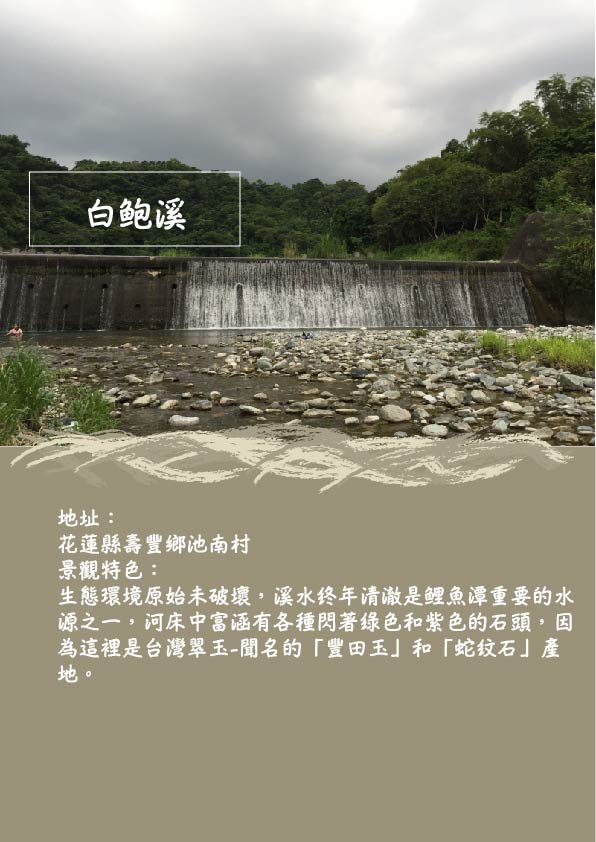 白鮑溪
地址：
花蓮縣壽豐鄉池南村
景觀特色：
生態環境原始未破壞，溪水終年清澈是鯉魚潭重要的水
源之一，河床中富涵有各種閃著綠色和紫色的石頭，因
為這裡是台灣翠玉-聞名的「豐田玉」和「蛇纹石」產
地。